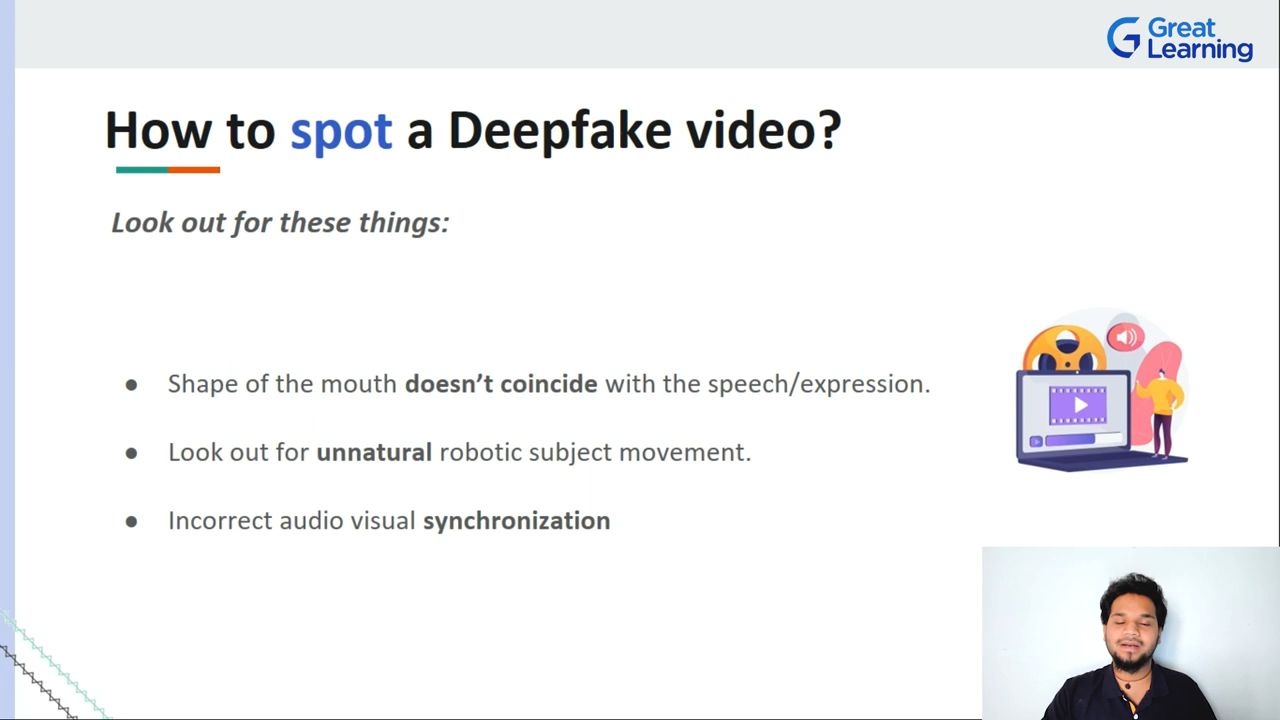 Great
Learning
How to spot a Deepfake video?
Look out for these things:
● Shape of the mouth doesn’t coincide with the speech/expression.
● Look out for unnatural robotic subject movement.
● Incorrect audio visual synchronization